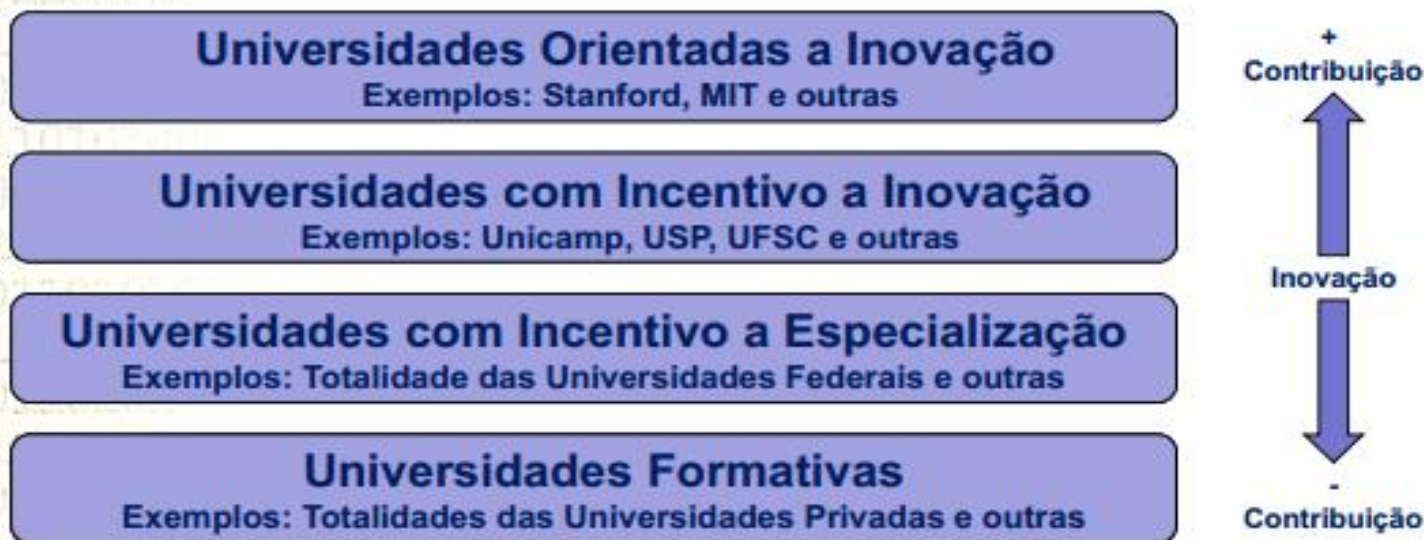 Universidades Orientadas a Inovação
Exemplos: Stanford, MIT e outras
Universidades com Incentivo a Inovação
Exemplos: Unicamp, USP, UFSC e outras
Universidades com Incentivo a Especialização
Exemplos: Totalidade das Universidades Federais e outras
Universidades Formativas
Exemplos: Totalidades das Universidades Privadas e outras
+
Contribuição
Inovação
-
Contribuição